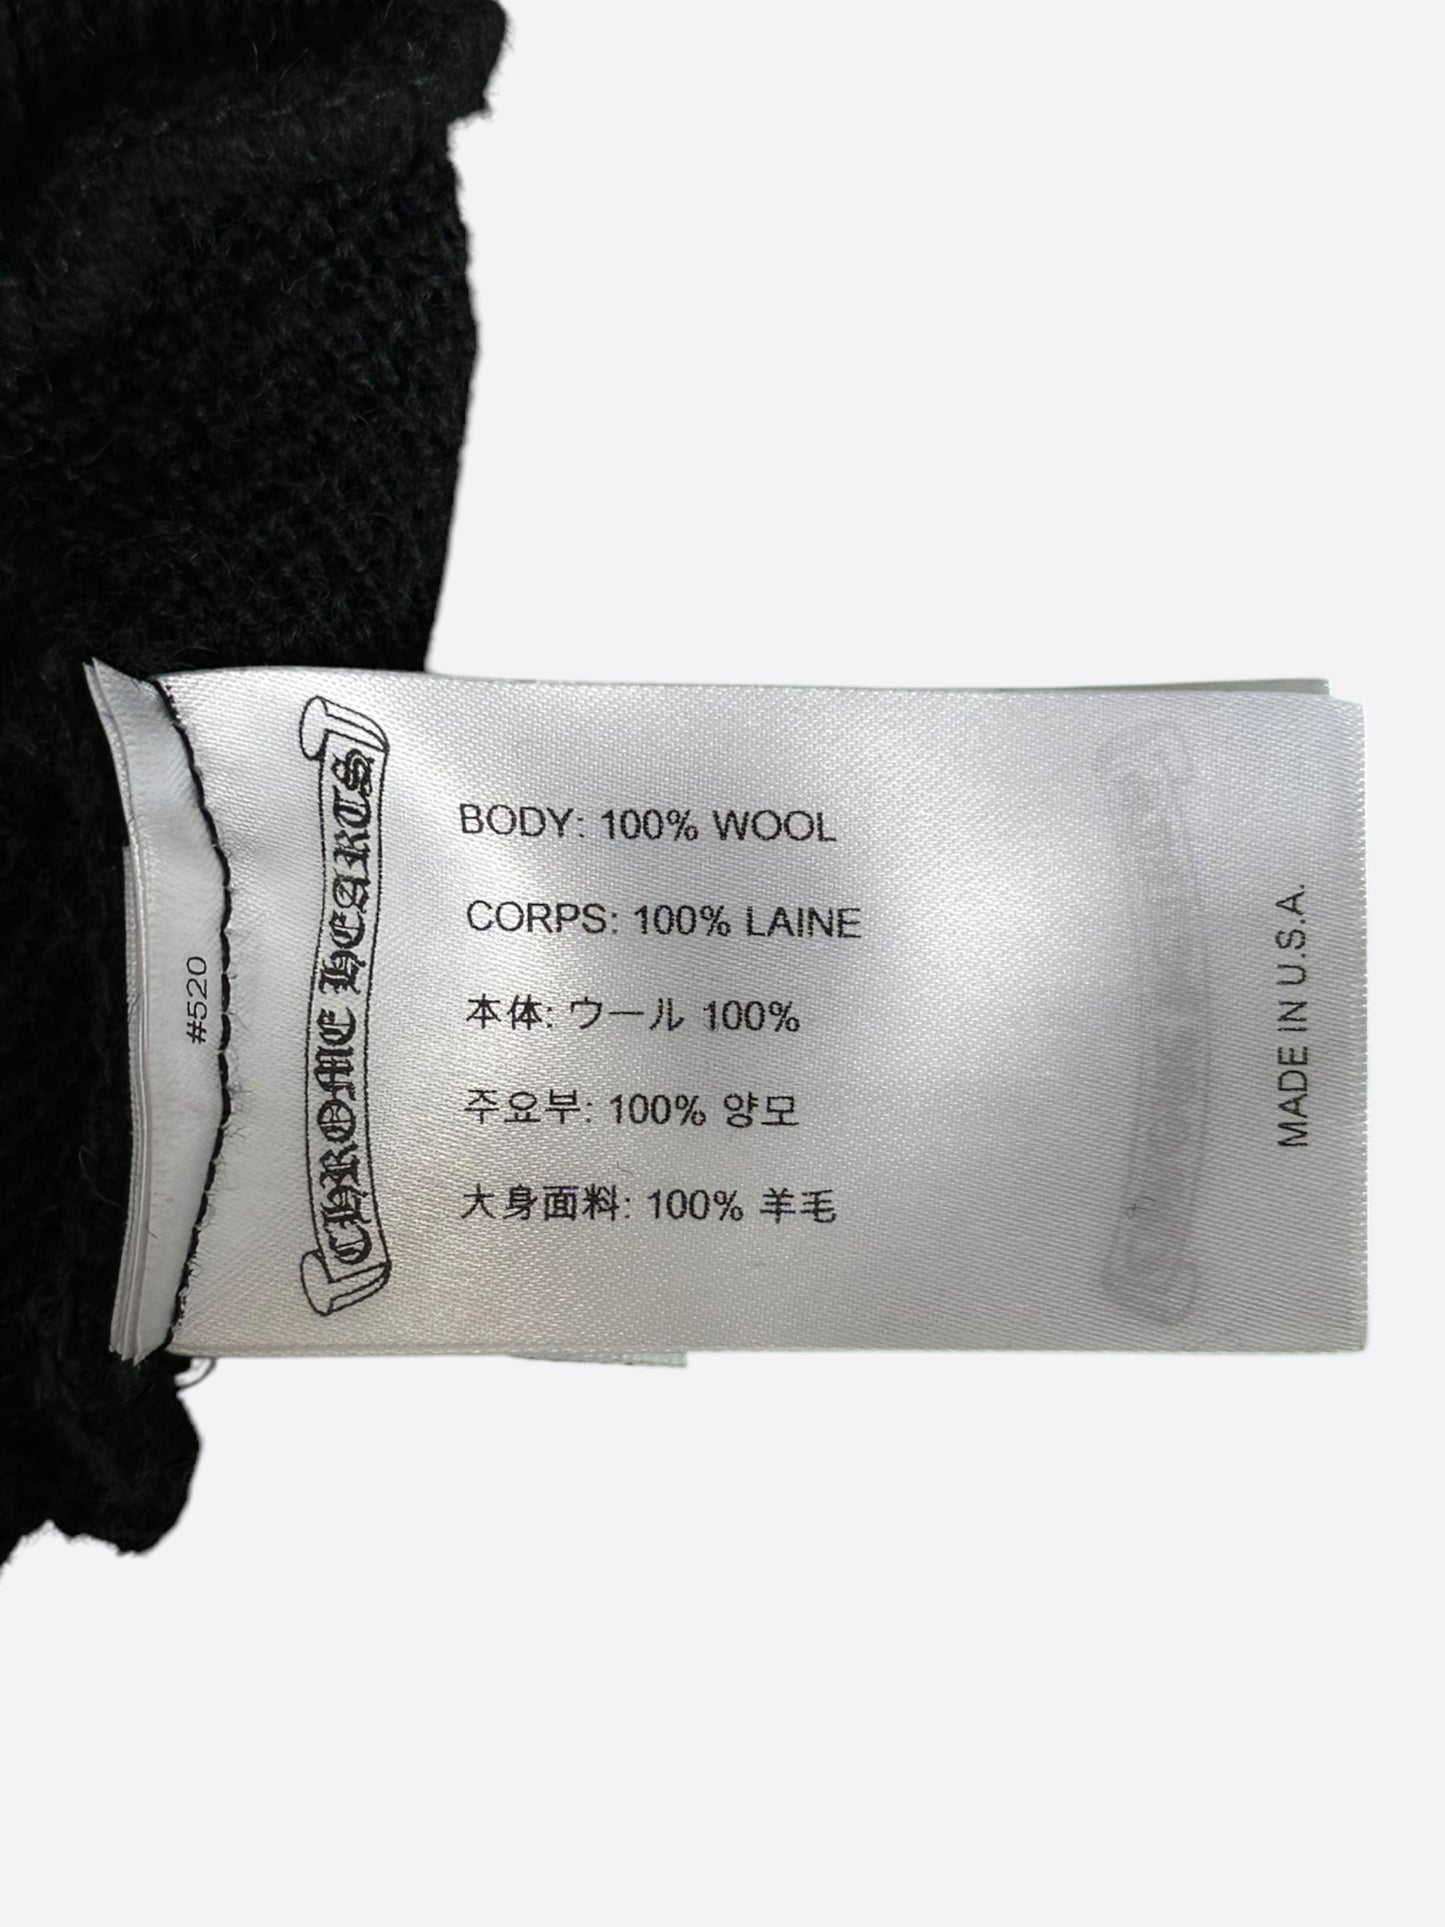 #520
CHROME HEARTS
BODY: 100% WOOL
CORPS: 100% LAINE
本体: ウール 100%
주요부: 100% 양모
大身面料: 100% 羊毛
MADE IN U.S.A.